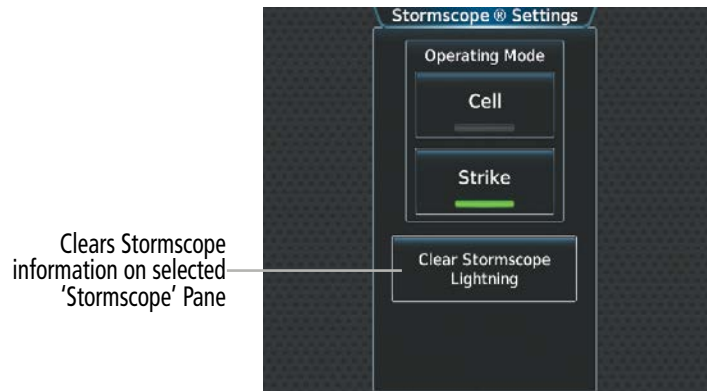 Stormscope ® Settings
Operating Mode
Cell
Strike
Clears Stormscope
information on selected
'Stormscope' Pane
Clear Stormscope
Lightning